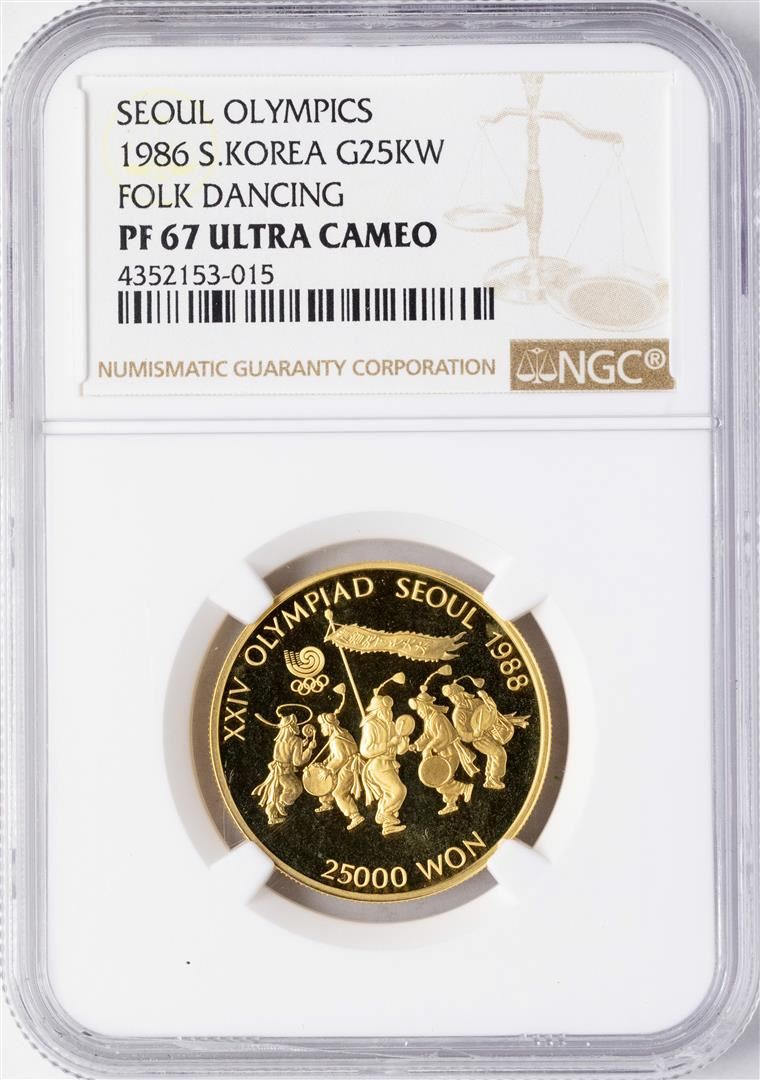 SEOUL OLYMPICS
1986 S.KOREA G25KW
FOLK DANCING
PF 67 ULTRA CAMEO
4352153-015
NUMISMATIC GUARANTY CORPORATION
NGC®
XXIV OLYMPIAD SEOUL 1988
25000 WON